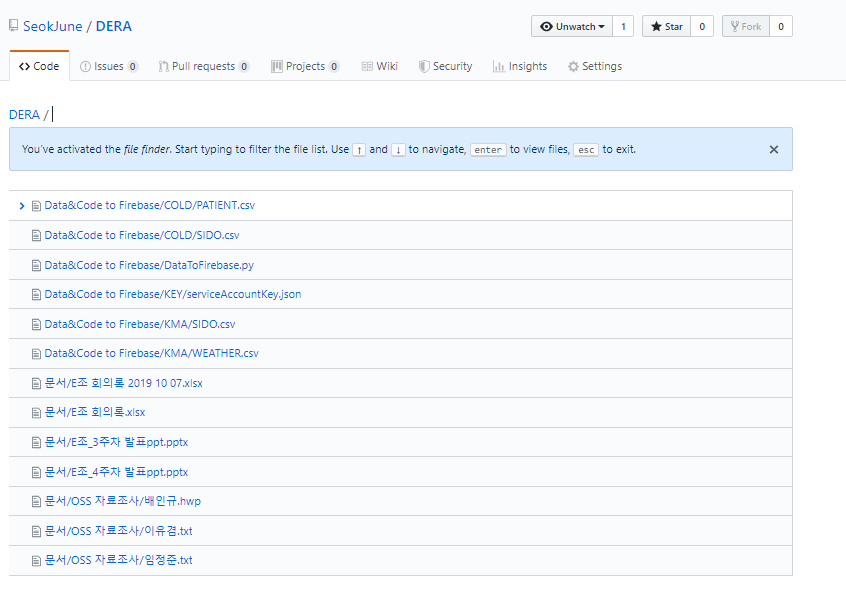 SeokJune / DERA
Unwatch 1 Star 0 Fork 0
Code Issues 0 Pull requests 0 Projects 0 Wiki Security Insights Settings
DERA /
You've activated the file finder. Start typing to filter the file list. Use ↑ and ↓ to navigate, enter to view files, esc to exit.
Data&Code to Firebase/COLD/PATIENT.csv
Data&Code to Firebase/COLD/SIDO.csv
Data&Code to Firebase/DataToFirebase.py
Data&Code to Firebase/KEY/serviceAccountKey.json
Data&Code to Firebase/KMA/SIDO.csv
Data&Code to Firebase/KMA/WEATHER.csv
문서/E조 회의록 2019 10 07.xlsx
문서/E조 회의록.xlsx
문서/E조_3주차 발표ppt.pptx
문서/E조_4주차 발표ppt.pptx
문서/OSS 자료조사/배인규.hwp
문서/OSS 자료조사/이유겸.txt
문서/OSS 자료조사/임정준.txt